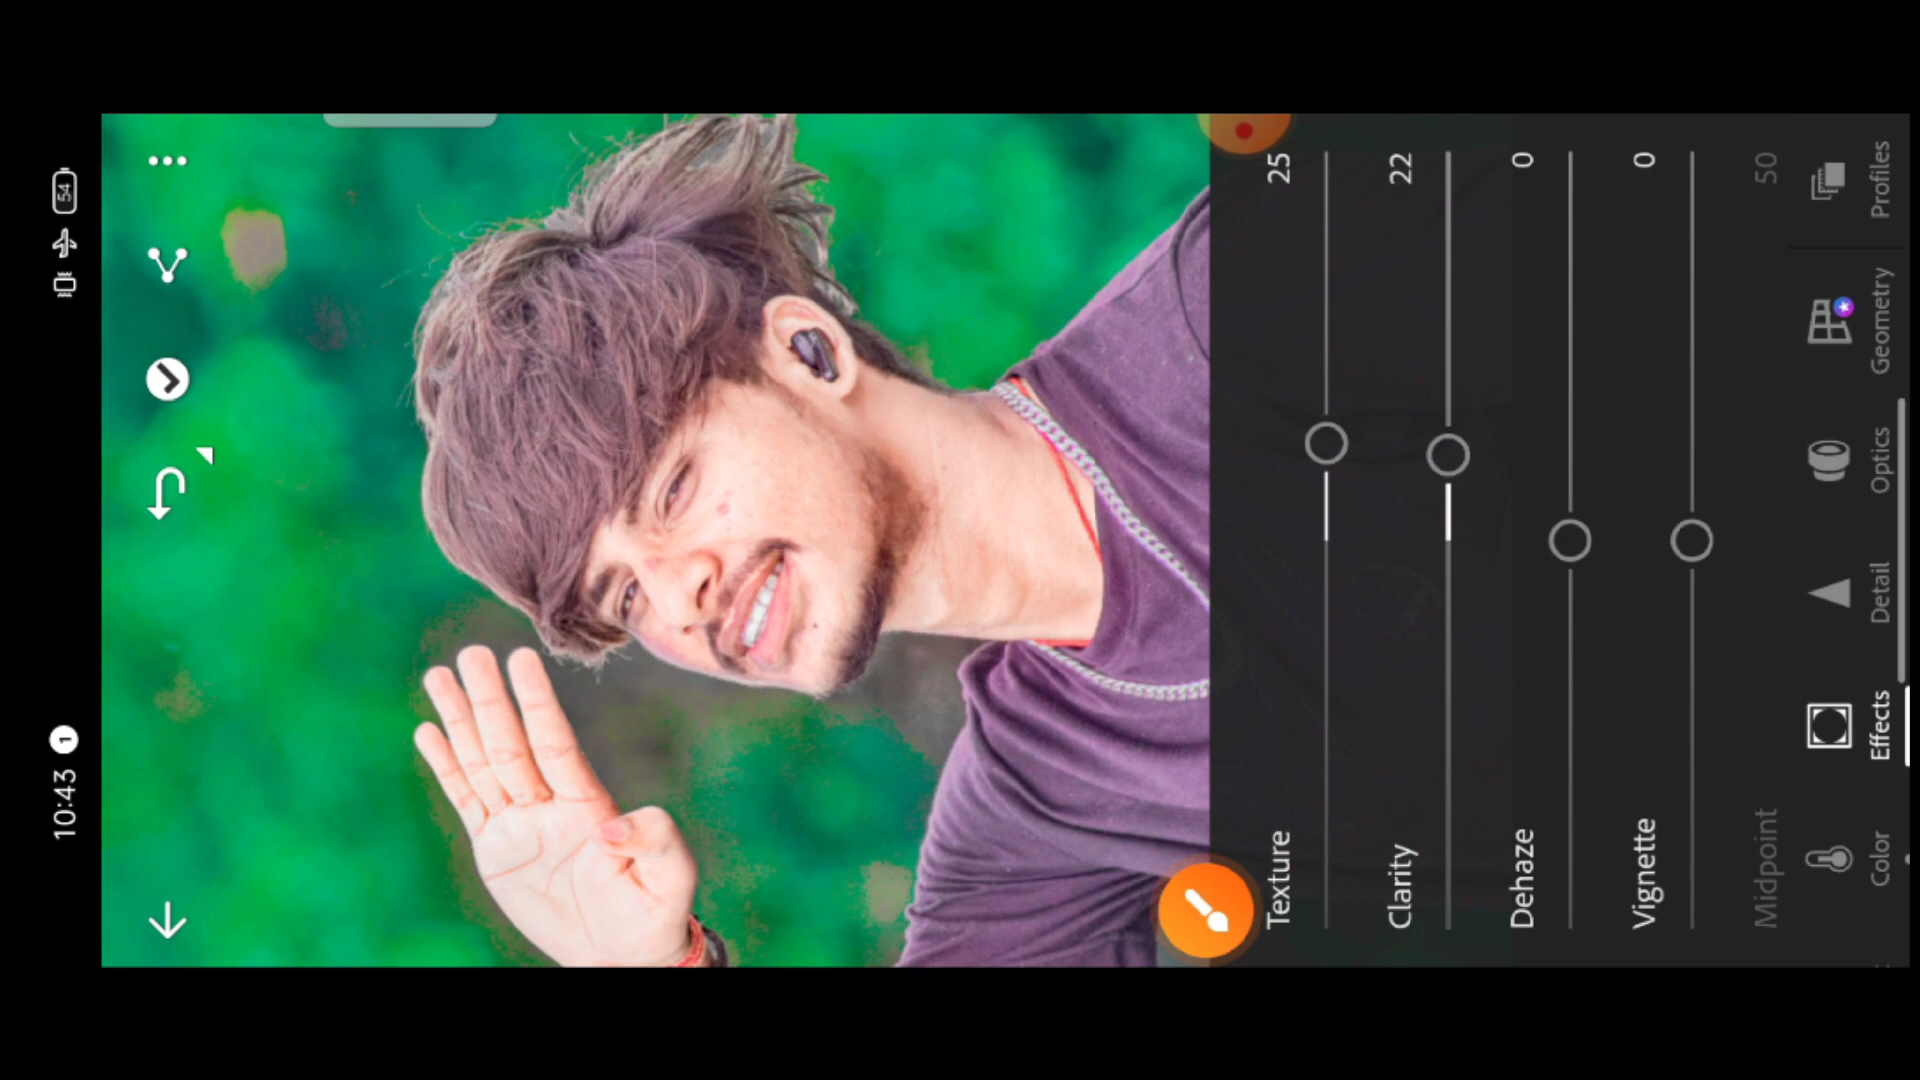 10:43 1
54
Texture 25
Clarity 22
Dehaze 0
Vignette 0
Midpoint 50
Color
Effects
Detail
Optics
Geometry
Profiles